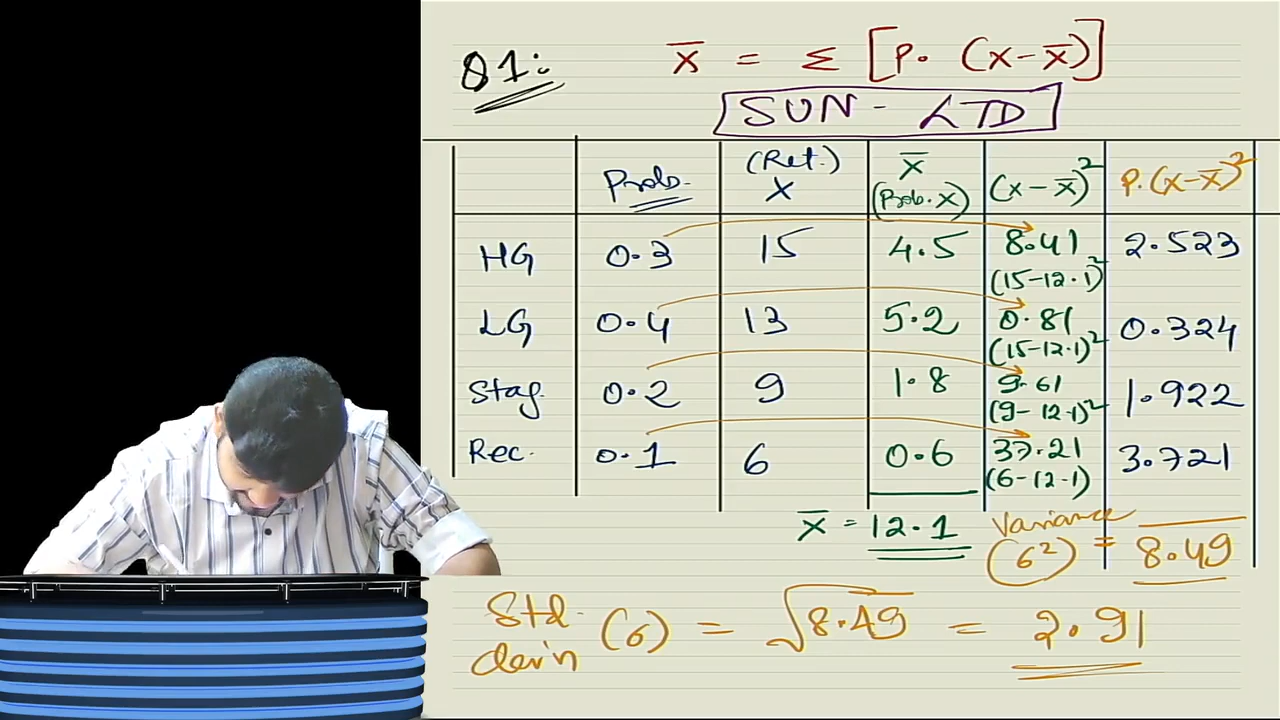 Q1: x̄ = Σ [P. (x-x̄)]
SUN - LTD
Prob. (Ret.) X x̄ (Prob. X) (x-x̄)² P.(x-x̄)²
HG 0.3 15 4.5 8.41 2.523
(15-12.1)²
LG 0.4 13 5.2 0.81 0.324
(15-12.1)²
Stag. 0.2 9 1.8 9.61 1.922
(9-12.1)²
Rec. 0.1 6 0.6 37.21 3.721
(6-12-1)
x̄ = 12.1 Variance (6²) = 8.49
Std. dev'n (σ) = √8.49 = 2.91